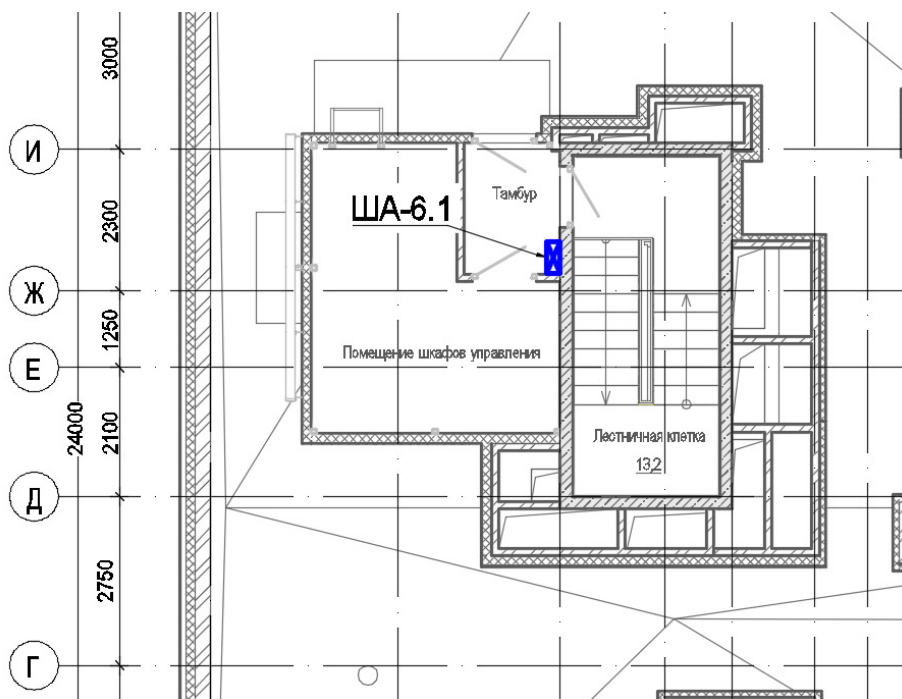 3000
И
2300
Тамбур
ША-6.1
Ж
1250
Помещение шкафов управления
Е
24000
2100
Лестничная клетка
13,2
Д
2750
Г